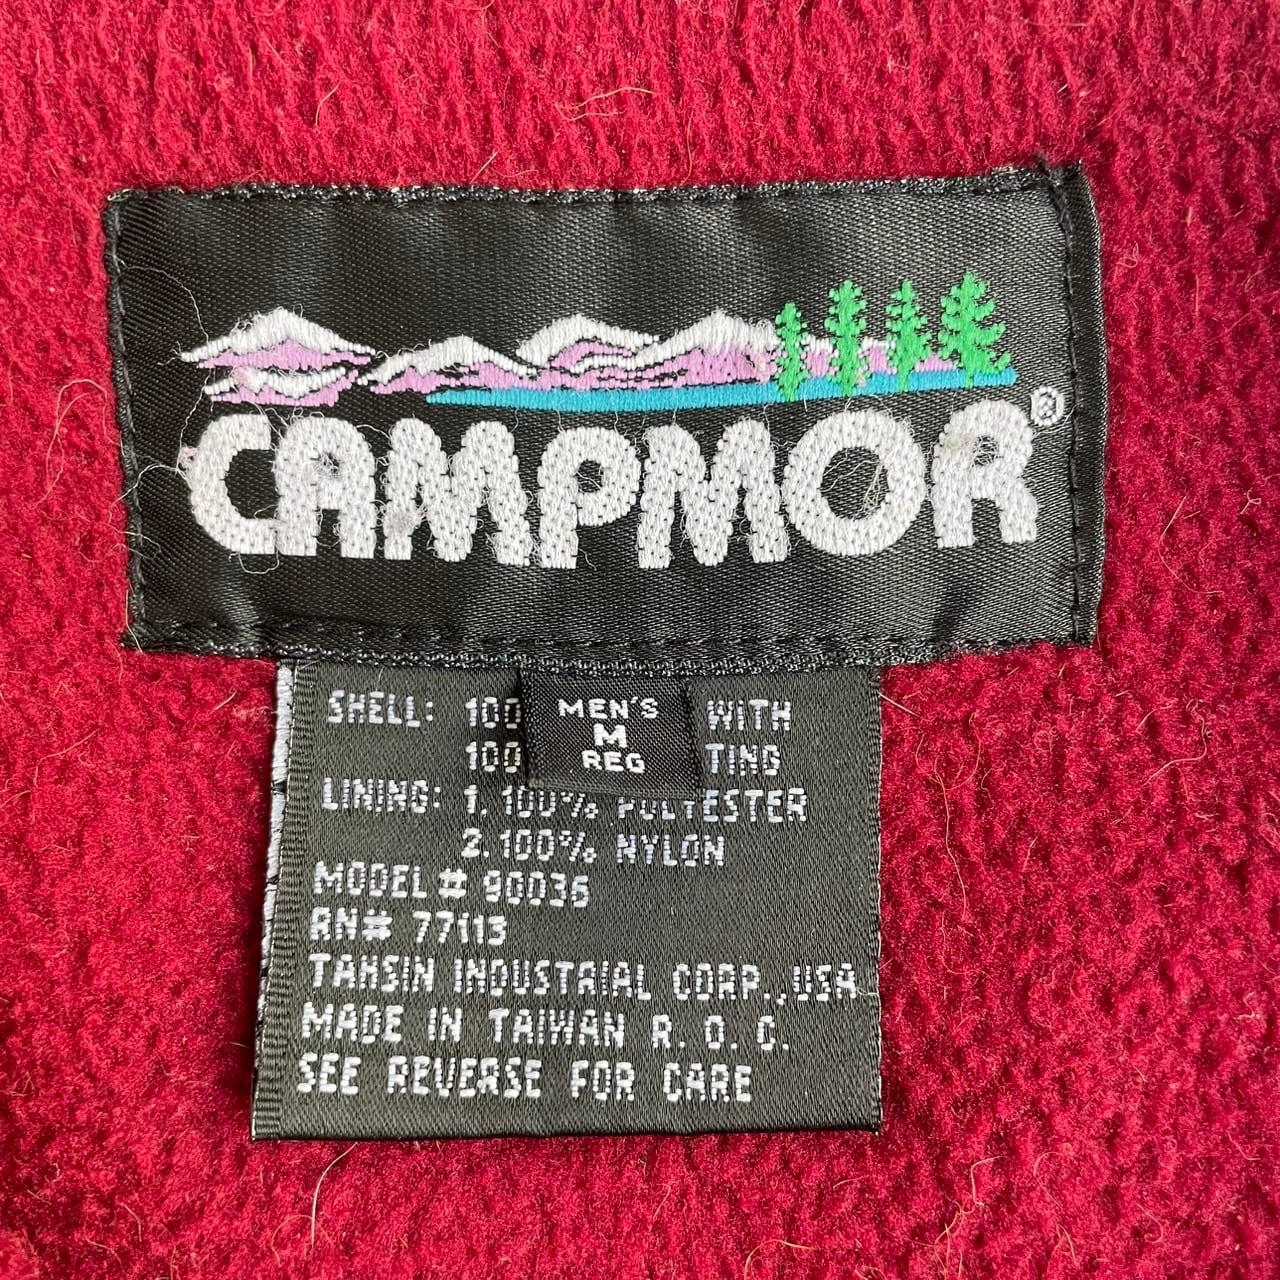 CAMPMOR®
MEN'S
M
REG
SHELL: 100 WITH
100 TING
LINING: 1. 100% POLYESTER
2. 100% NYLON
MODEL # 90036
RN# 77113
TAHSIN INDUSTRIAL CORP., USA
MADE IN TAIWAN R. O. C.
SEE REVERSE FOR CARE